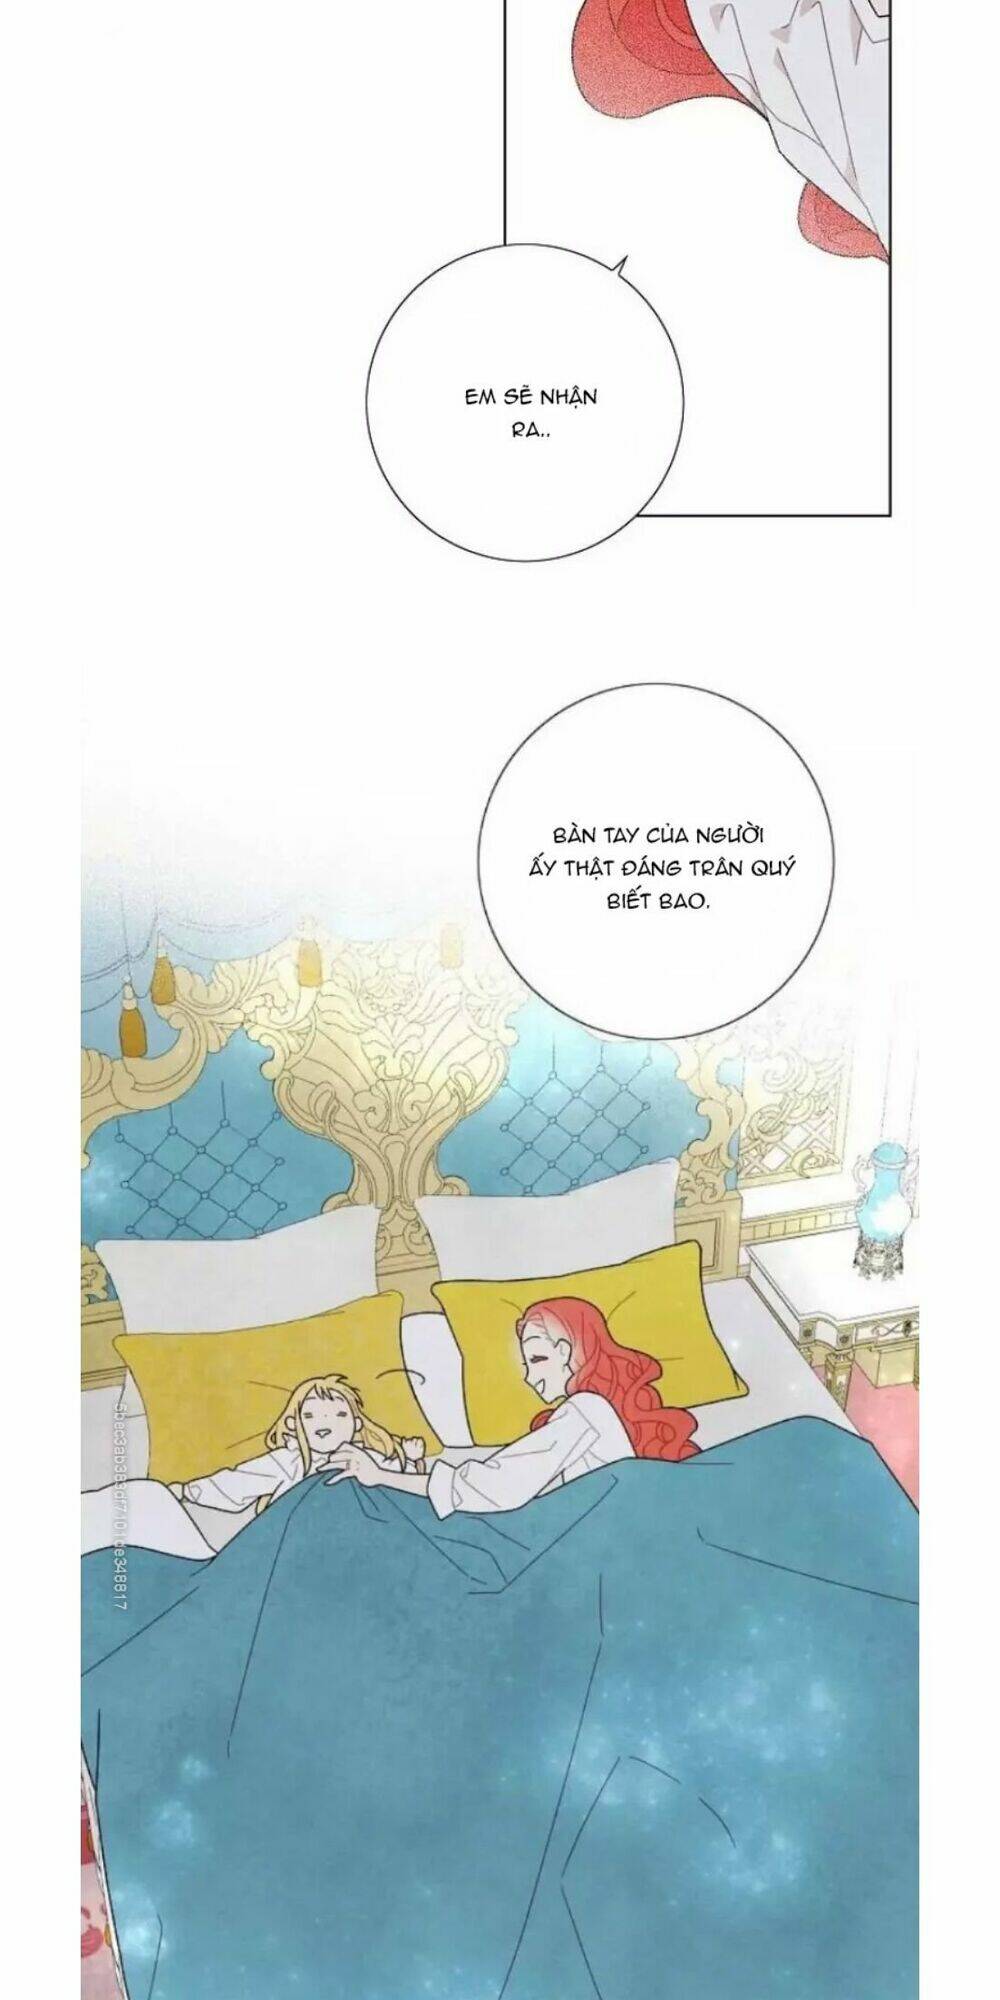 EM SẼ NHẬN
RA..
BÀN TAY CỦA NGƯỜI
ẤY THẬT ĐÁNG TRÂN QUÝ
BIẾT BAO.